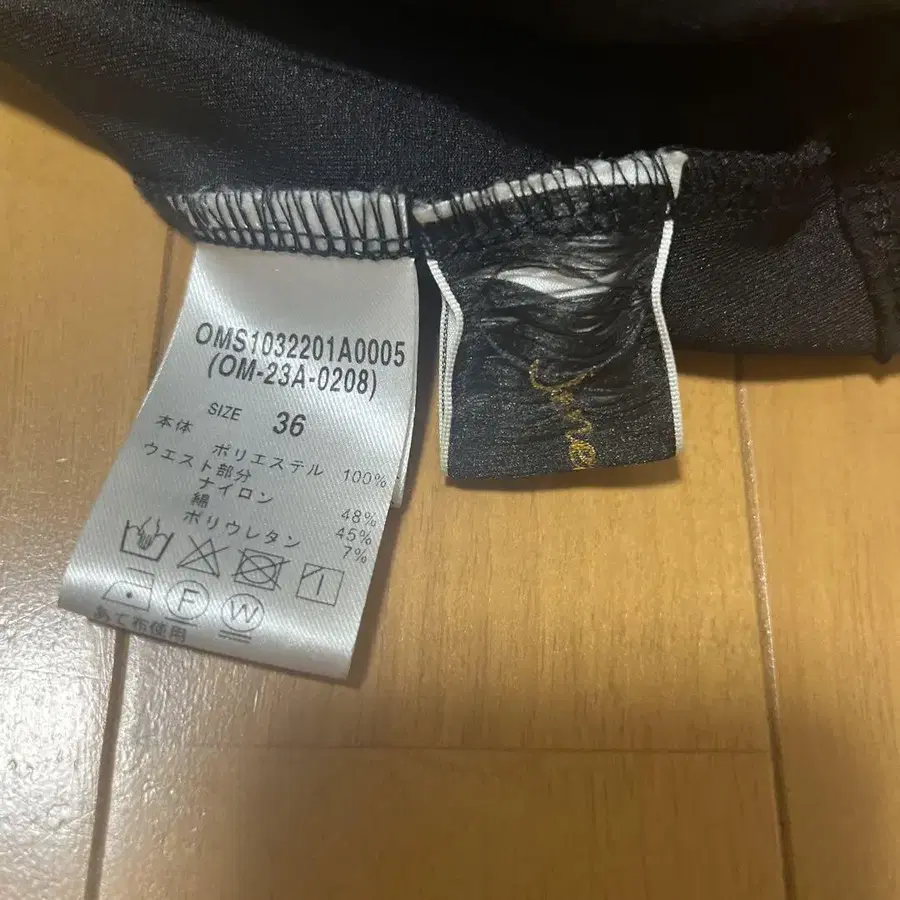 OMS1032201A0005
(OM-23A-0208)
SIZE 36
本体
ポリエステル 100%
ウエスト部分
ナイロン 48%
綿 45%
ポリウレタン 7%
F W
あて布使用